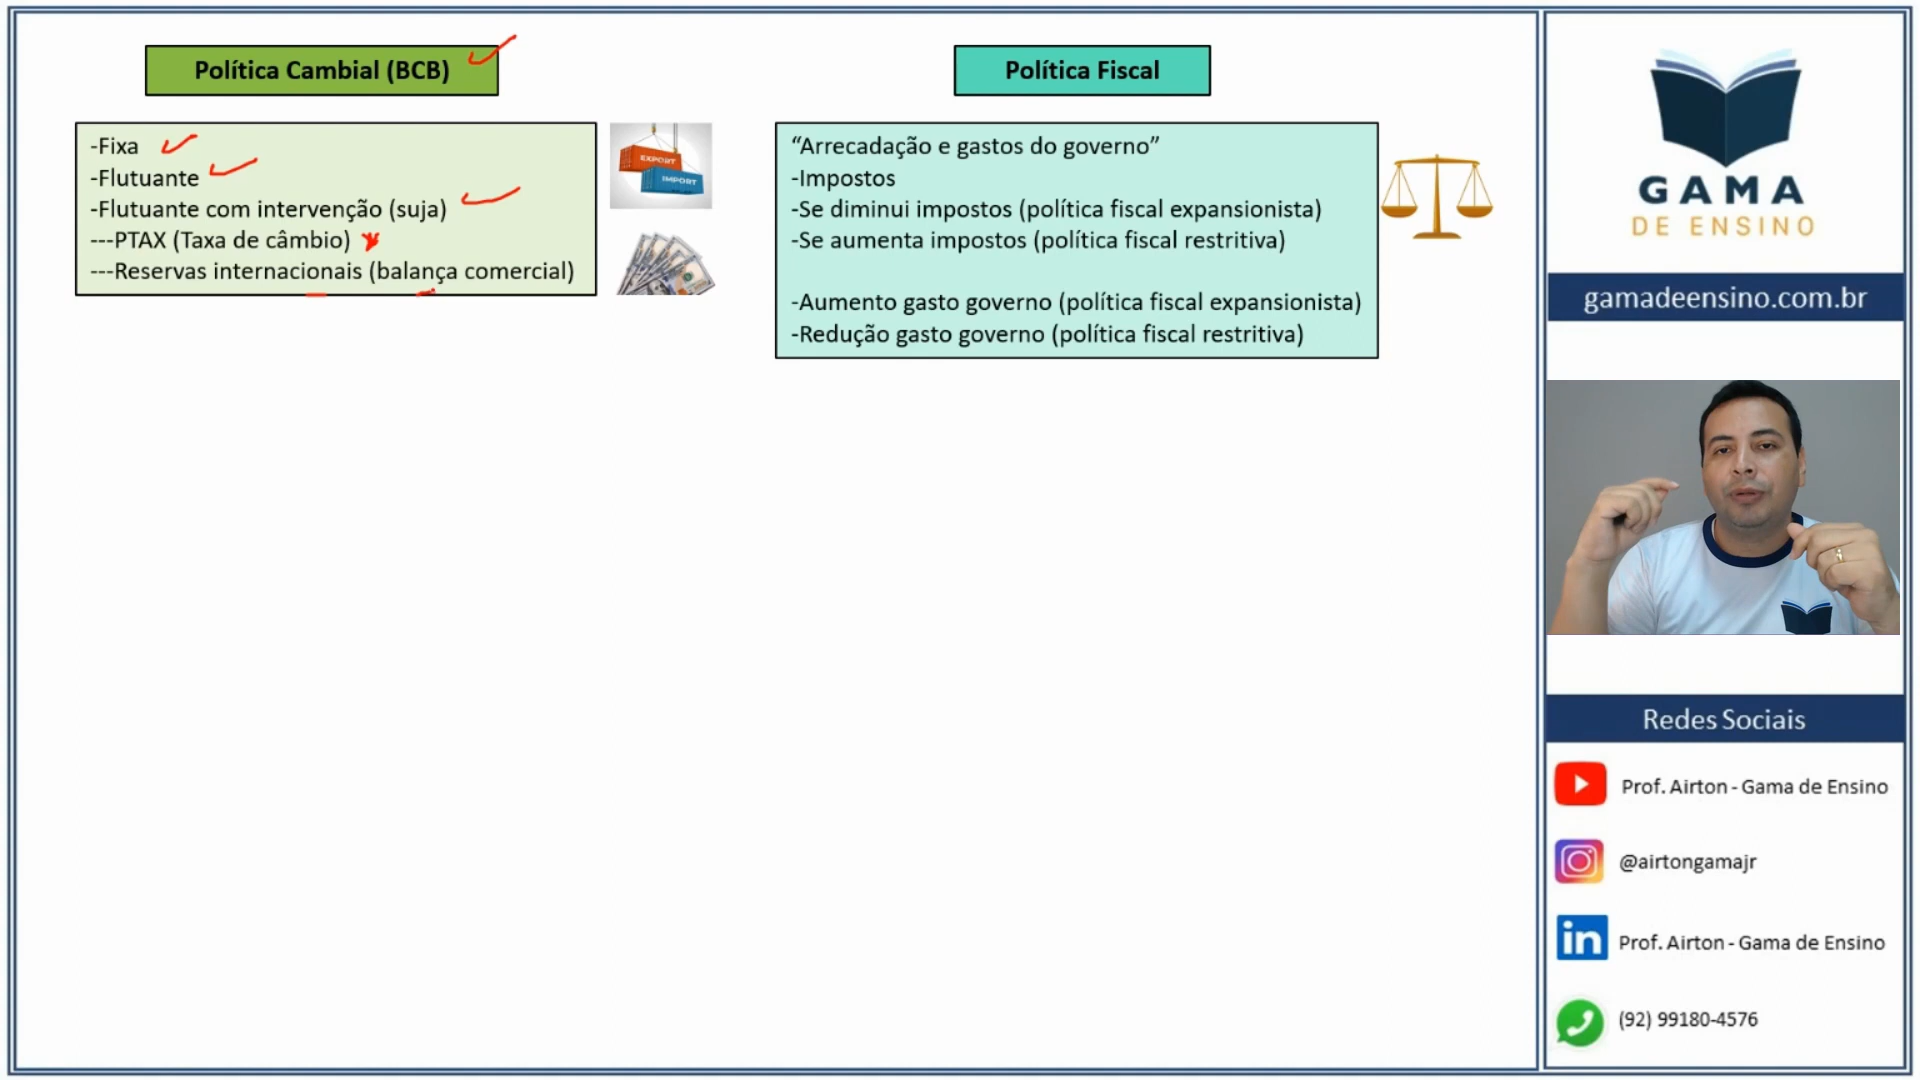 Política Cambial (BCB)
-Fixa
-Flutuante
-Flutuante com intervenção (suja)
---PTAX (Taxa de câmbio)
---Reservas internacionais (balança comercial)
EXPORT
IMPORT
Política Fiscal
“Arrecadação e gastos do governo”
-Impostos
-Se diminui impostos (política fiscal expansionista)
-Se aumenta impostos (política fiscal restritiva)
-Aumento gasto governo (política fiscal expansionista)
-Redução gasto governo (política fiscal restritiva)
GAMA
DE ENSINO
gamadeensino.com.br
Redes Sociais
Prof. Airton - Gama de Ensino
@airtongamajr
in
Prof. Airton - Gama de Ensino
(92) 99180-4576